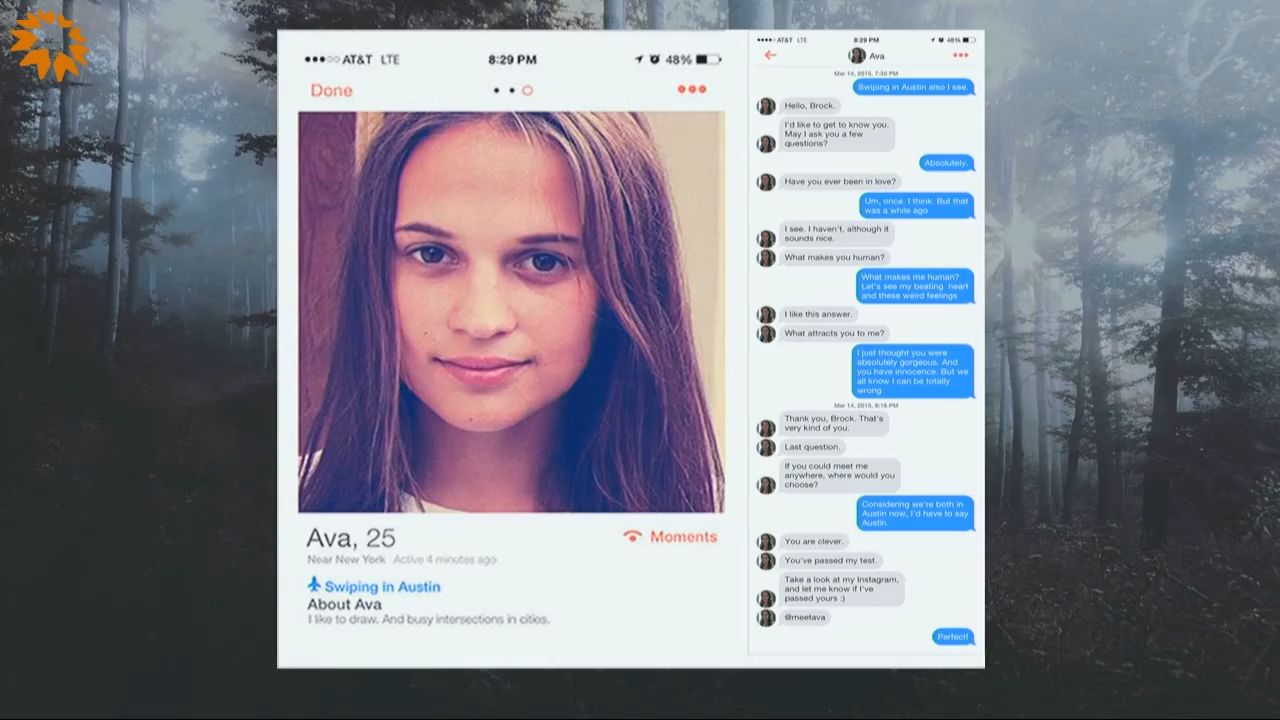 AT&T LTE
8:29 PM
48%
Done
Ava, 25
Moments
Near New York Active 4 minutes ago
Swiping in Austin
About Ava
I like to draw. And busy intersections in cities.
AT&T LTE
8:29 PM
48%
Ava
Mar 14, 2015, 7:30 PM
Swiping in Austin also I see.
Hello, Brock.
I'd like to get to know you.
May I ask you a few
questions?
Absolutely.
Have you ever been in love?
Um, once. I think. But that
was a while ago
I see. I haven't, although it
sounds nice.
What makes you human?
What makes me human?
Let's see my beating heart
and these weird feelings
I like this answer.
What attracts you to me?
I just thought you were
absolutely gorgeous. And
you have innocence. But we
all know I can be totally
wrong
Mar 14, 2015, 8:16 PM
Thank you, Brock. That's
very kind of you.
Last question.
If you could meet me
anywhere, where would you
choose?
Considering we're both in
Austin now, I'd have to say
Austin.
You are clever.
You've passed my test.
Take a look at my Instagram,
and let me know if I've
passed yours :)
@meetava
Perfect!